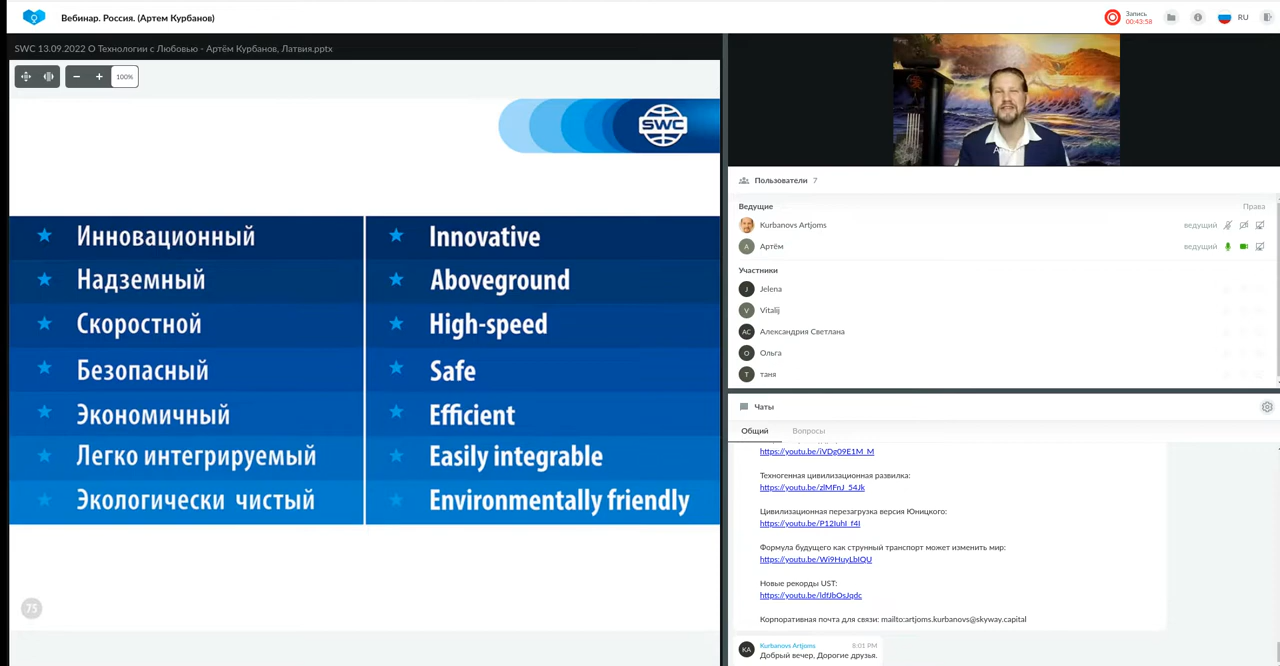 Вебинар. Россия. (Артем Курбанов)
Запись
00:43:58
RU
SWC 13.09.2022 О Технологии с Любовью - Артём Курбанов, Латвия.pptx
100%
SWC
Инновационный
Innovative
Надземный
Aboveground
Скоростной
High-speed
Безопасный
Safe
Экономичный
Efficient
Легко интегрируемый
Easily integrable
Экологически чистый
Environmentally friendly
75
Пользователи 7
Ведущие
Права
Kurbanovs Artjoms
ведущий
A
Артём
ведущий
Участники
J
Jelena
V
Vitalij
АС
Александрия Светлана
О
Ольга
Т
таня
Чаты
Общий
Вопросы
https://youtu.be/iVDg09E1M_M
Техногенная цивилизационная развилка:
https://youtu.be/zlMFnJ_54Jk
Цивилизационная перезагрузка версия Юницкого:
https://youtu.be/P12IuhI_f4I
Формула будущего как струнный транспорт может изменить мир:
https://youtu.be/Wi9HuyLbIQU
Новые рекорды UST:
https://youtu.be/ldfJbOsJqdc
Корпоративная почта для связи: mailto:artjoms.kurbanovs@skyway.capital
KA
Kurbanovs Artjoms
8:01 PM
Добрый вечер, Дорогие друзья.